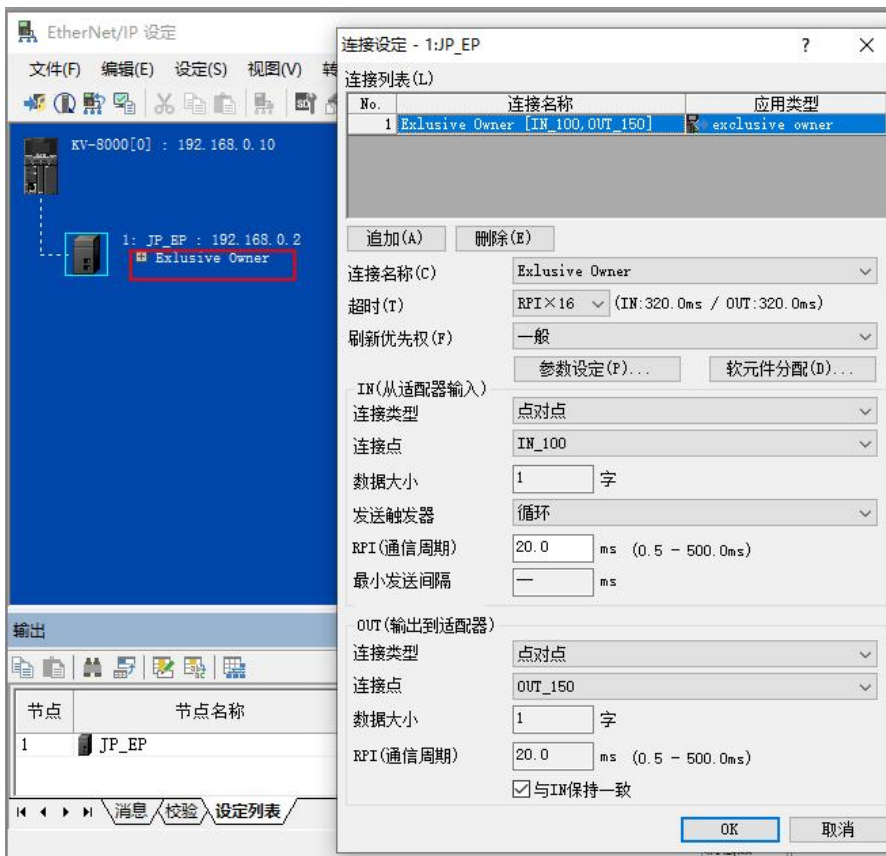 EtherNet/IP 设定
文件(F) 编辑(E) 设定(S) 视图(V) 转
KV-8000[0] : 192.168.0.10
1: JP_EP : 192.168.0.2
Exlusive Owner
输出
节点 节点名称
1 JP_EP
消息 校验 设定列表
连接设定 - 1:JP_EP ?
连接列表(L)
No. 连接名称 应用类型
1 Exlusive Owner [IN_100,OUT_150] exclusive owner
追加(A) 删除(E)
连接名称(C) Exlusive Owner
超时(T) RPI×16 (IN:320.0ms / OUT:320.0ms)
刷新优先权(F) 一般
参数设定(P)... 软元件分配(D)...
IN(从适配器输入)
连接类型 点对点
连接点 IN_100
数据大小 1 字
发送触发器 循环
RPI(通信周期) 20.0 ms (0.5 - 500.0ms)
最小发送间隔 — ms
OUT(输出到适配器)
连接类型 点对点
连接点 OUT_150
数据大小 1 字
RPI(通信周期) 20.0 ms (0.5 - 500.0ms)
与IN保持一致
OK 取消